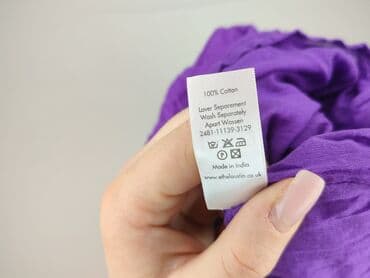 100% Cotton
Laver Separement
Wash Separately
Apart Wassen
2481-11139-3129
Made in India
www.ethelaustin.co.uk